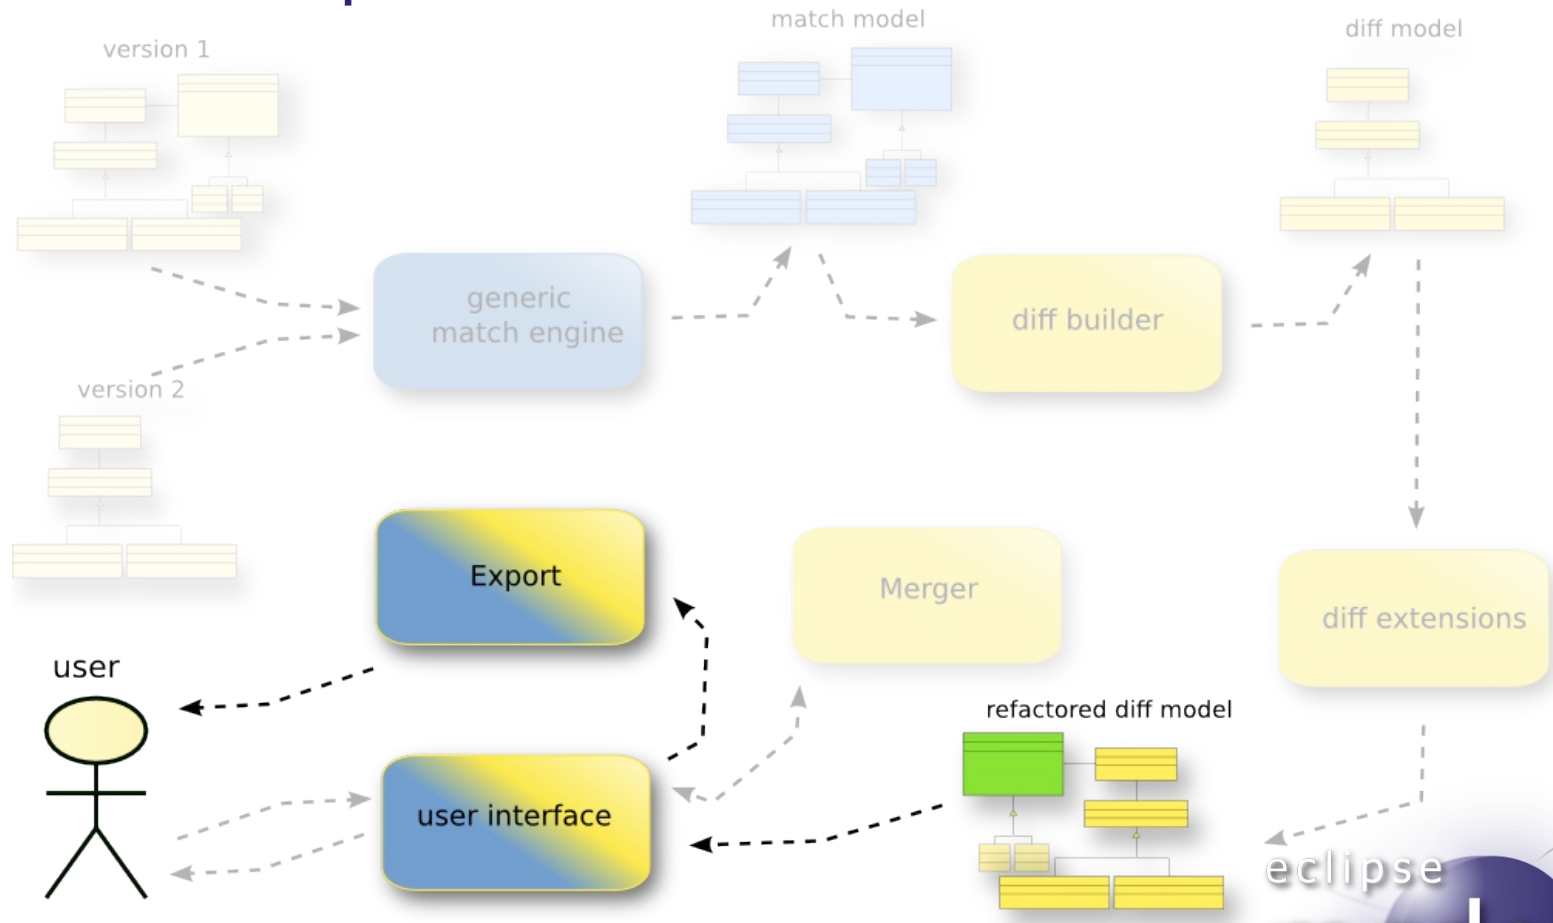 match model
diff model
version 1
generic
match engine
diff builder
version 2
Export
Merger
diff extensions
user
refactored diff model
user interface
eclipse